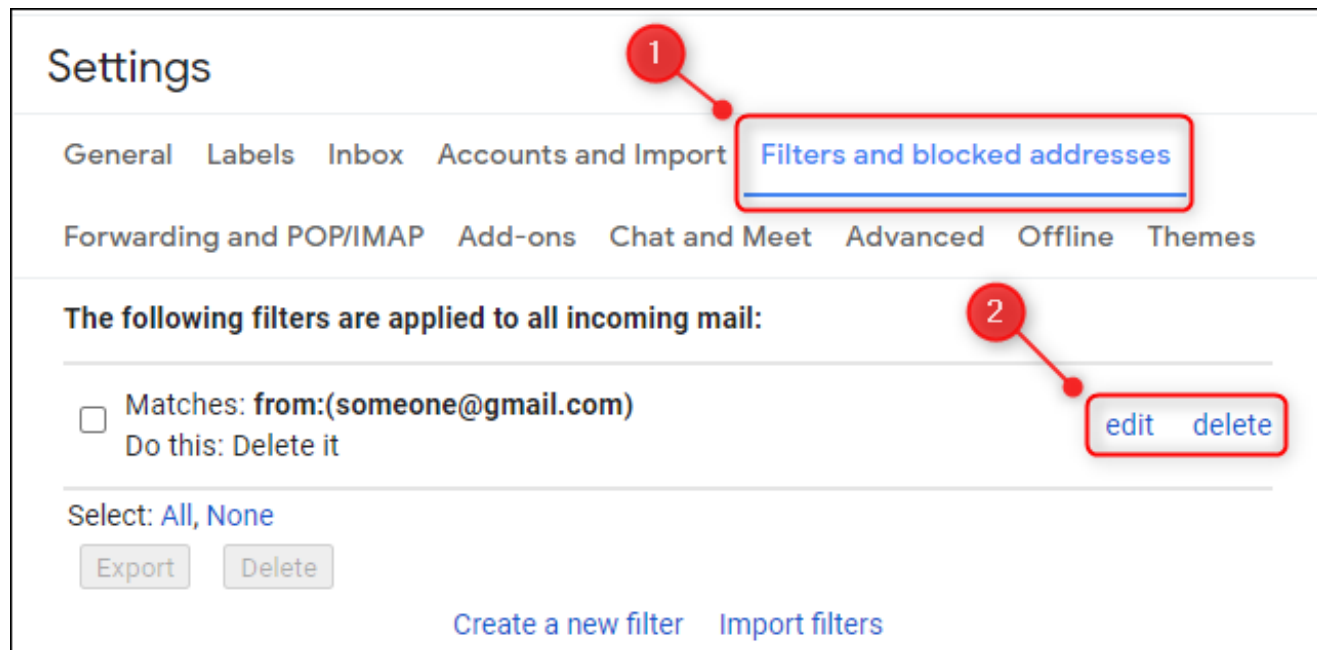 Settings
1
General Labels Inbox Accounts and Import Filters and blocked addresses
Forwarding and POP/IMAP Add-ons Chat and Meet Advanced Offline Themes
The following filters are applied to all incoming mail:
2
Matches: from:(someone@gmail.com)
Do this: Delete it
edit delete
Select: All, None
Export Delete
Create a new filter Import filters